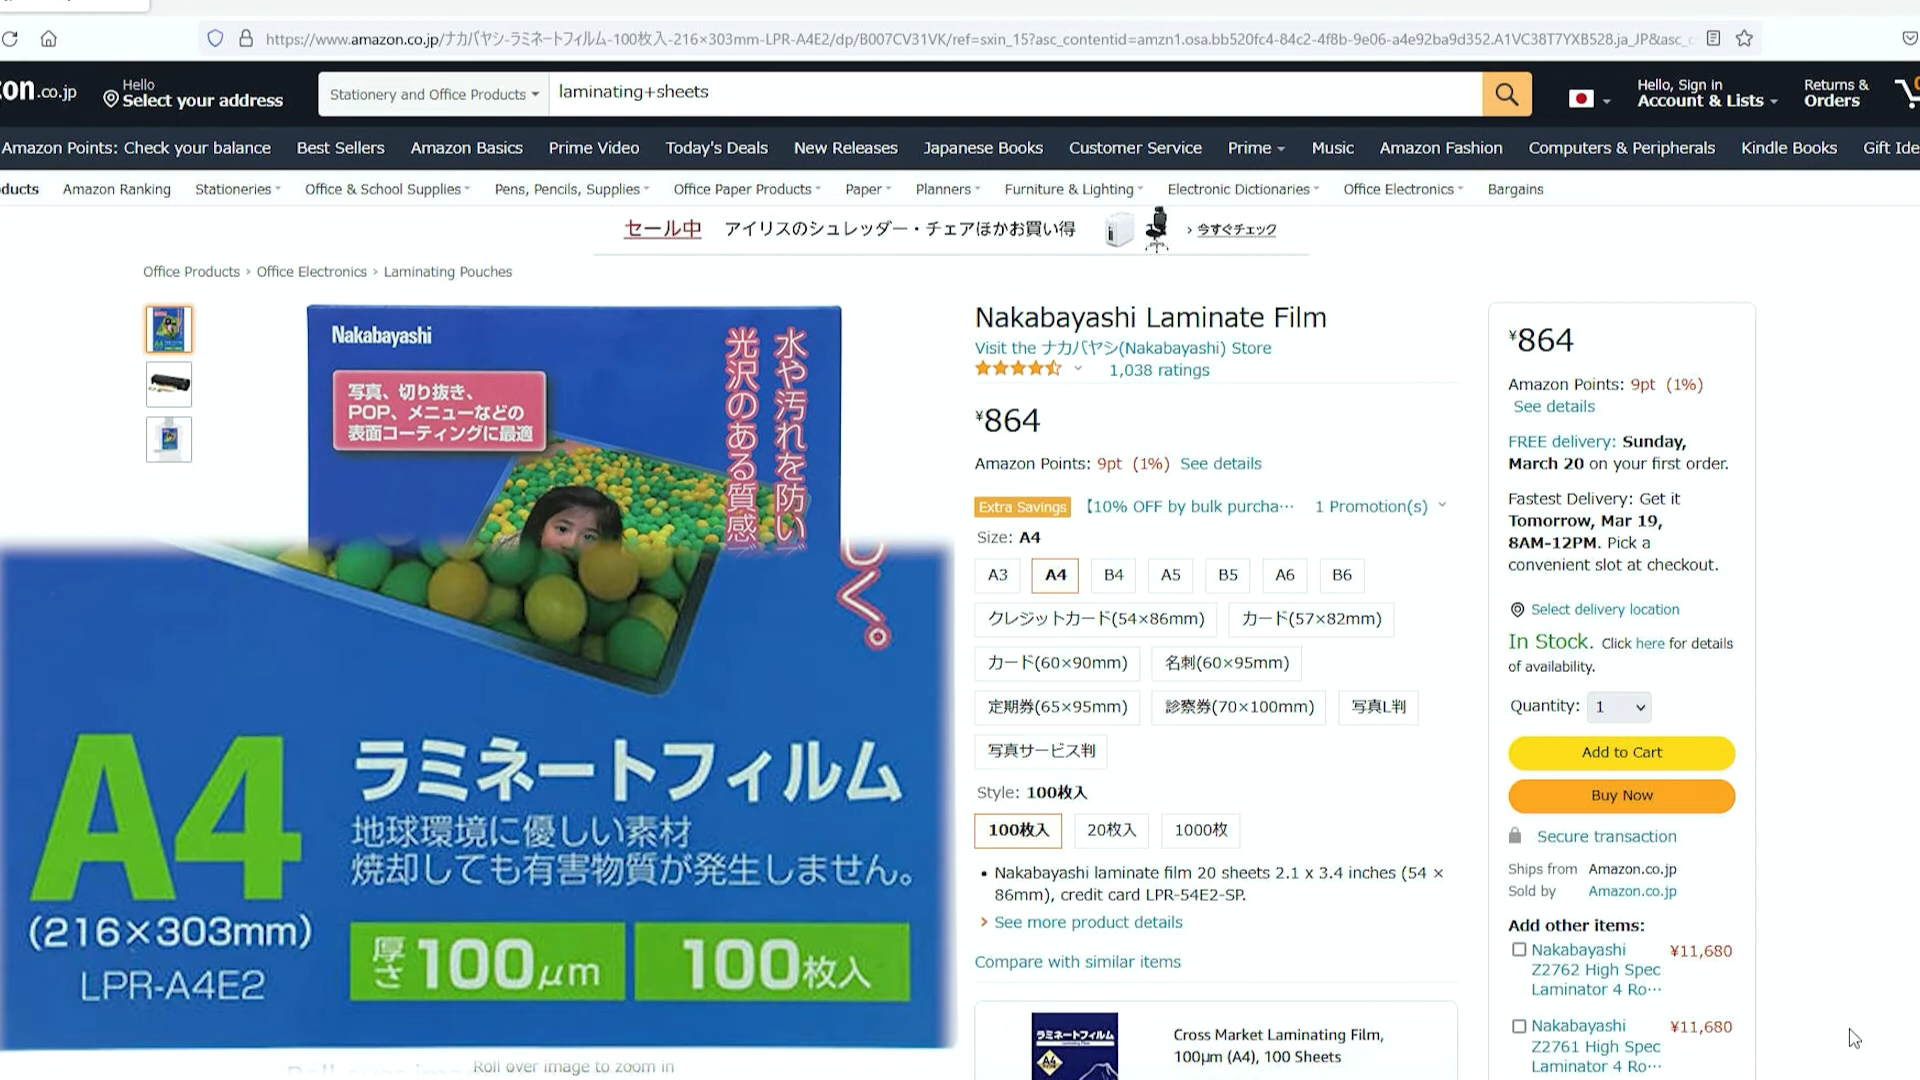 https://www.amazon.co.jp/ナカバヤシ-ラミネートフィルム-100枚入-216×303mm-LPR-A4E2/dp/B007CV31VK/ref=sxin_15?asc_contentid=amzn1.osa.bb520fc4-84c2-4f8b-9e06-a4e92ba9d352.A1VC38T7YXB528.ja_JP&asc_c
on.co.jp
Hello
Select your address
Stationery and Office Products
laminating+sheets
Hello, Sign in
Account & Lists
Returns &
Orders
Amazon Points: Check your balance Best Sellers Amazon Basics Prime Video Today's Deals New Releases Japanese Books Customer Service Prime Music Amazon Fashion Computers & Peripherals Kindle Books Gift Ide
ducts Amazon Ranking Stationeries Office & School Supplies Pens, Pencils, Supplies Office Paper Products Paper Planners Furniture & Lighting Electronic Dictionaries Office Electronics Bargains
セール中 アイリスのシュレッダー・チェアほかお買い得 › 今すぐチェック
Office Products › Office Electronics › Laminating Pouches
Nakabayashi
写真、切り抜き、
POP、メニューなどの
表面コーティングに最適
水や汚れを防いで
光沢のある質感で
しく。
A4
(216×303mm)
LPR-A4E2
ラミネートフィルム
地球環境に優しい素材
焼却しても有害物質が発生しません。
厚さ100μm
100枚入
Roll over image to zoom in
Nakabayashi Laminate Film
Visit the ナカバヤシ(Nakabayashi) Store
1,038 ratings
¥864
Amazon Points: 9pt (1%) See details
Extra Savings 【10% OFF by bulk purcha… 1 Promotion(s)
Size: A4
A3 A4 B4 A5 B5 A6 B6
クレジットカード(54×86mm) カード(57×82mm)
カード(60×90mm) 名刺(60×95mm)
定期券(65×95mm) 診察券(70×100mm) 写真L判
写真サービス判
Style: 100枚入
100枚入 20枚入 1000枚
• Nakabayashi laminate film 20 sheets 2.1 x 3.4 inches (54 ×
86mm), credit card LPR-54E2-SP.
› See more product details
Compare with similar items
ラミネートフィルム
A4
Cross Market Laminating Film,
100μm (A4), 100 Sheets
¥864
Amazon Points: 9pt (1%)
See details
FREE delivery: Sunday,
March 20 on your first order.
Fastest Delivery: Get it
Tomorrow, Mar 19,
8AM-12PM. Pick a
convenient slot at checkout.
Select delivery location
In Stock. Click here for details
of availability.
Quantity: 1
Add to Cart
Buy Now
Secure transaction
Ships from Amazon.co.jp
Sold by Amazon.co.jp
Add other items:
Nakabayashi ¥11,680
Z2762 High Spec
Laminator 4 Ro…
Nakabayashi ¥11,680
Z2761 High Spec
Laminator 4 Ro…